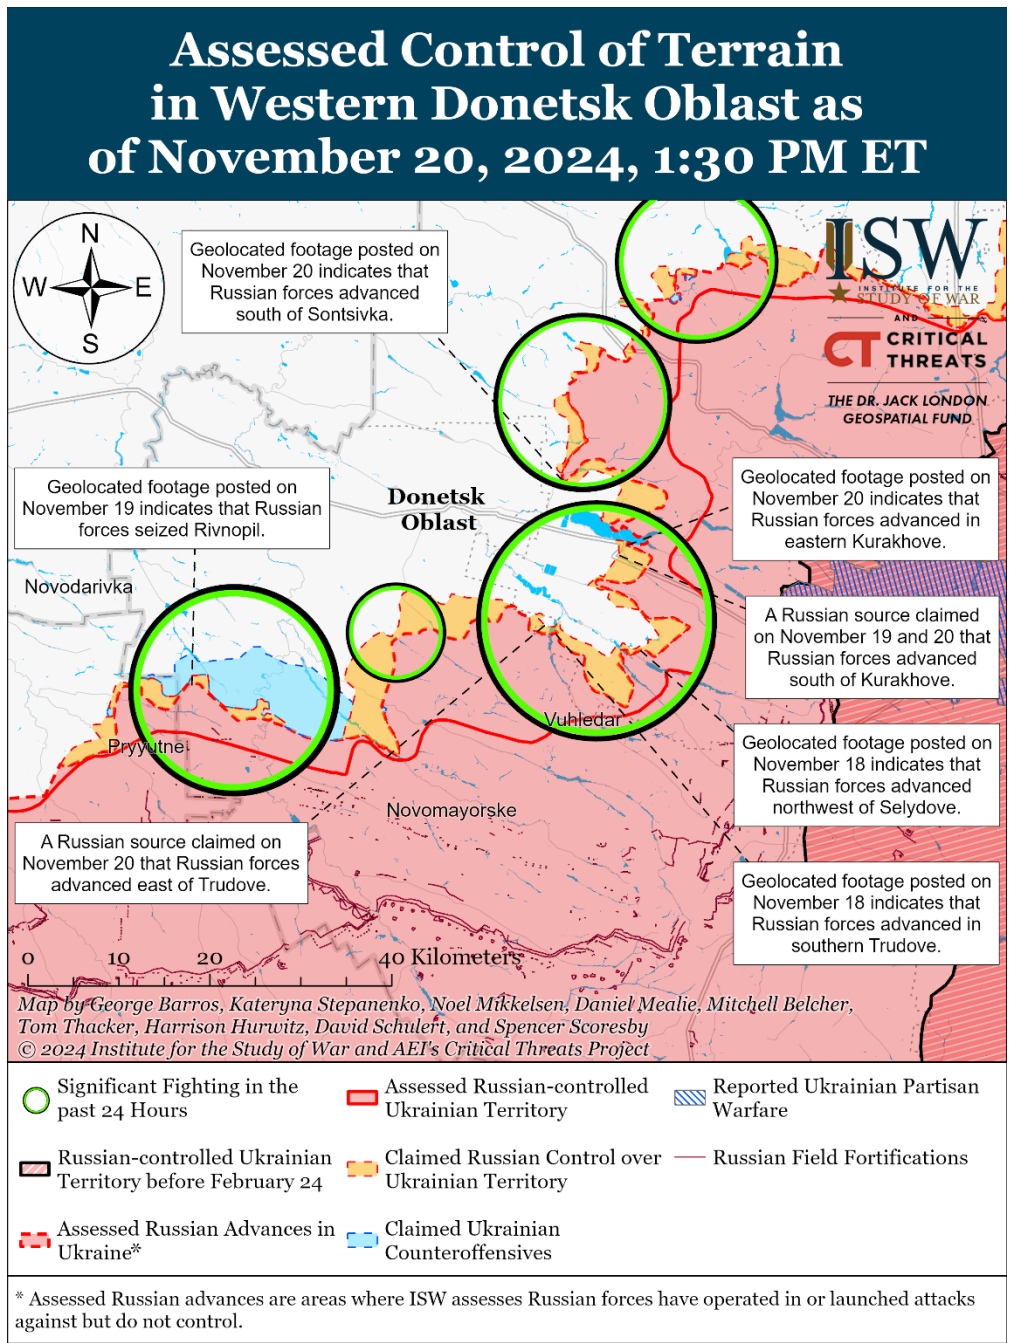 Assessed Control of Terrain
in Western Donetsk Oblast as
of November 20, 2024, 1:30 PM ET
N
W
E
S
Geolocated footage posted on
November 20 indicates that
Russian forces advanced
south of Sontsivka.
ISW
INSTITUTE FOR THE
STUDY OF WAR
AND
CT CRITICAL
THREATS
THE DR. JACK LONDON
GEOSPATIAL FUND
Geolocated footage posted on
November 19 indicates that Russian
forces seized Rivnopil.
Donetsk
Oblast
Geolocated footage posted on
November 20 indicates that
Russian forces advanced in
eastern Kurakhove.
Novodarivka
A Russian source claimed
on November 19 and 20 that
Russian forces advanced
south of Kurakhove.
Vuhledar
Pryyutne
Geolocated footage posted on
November 18 indicates that
Russian forces advanced
northwest of Selydove.
Novomayorske
A Russian source claimed on
November 20 that Russian forces
advanced east of Trudove.
Geolocated footage posted on
November 18 indicates that
Russian forces advanced in
southern Trudove.
0 10 20 40 Kilometers
Map by George Barros, Kateryna Stepanenko, Noel Mikkelsen, Daniel Mealie, Mitchell Belcher,
Tom Thacker, Harrison Hurwitz, David Schulert, and Spencer Scoresby
© 2024 Institute for the Study of War and AEI's Critical Threats Project
Significant Fighting in the
past 24 Hours
Assessed Russian-controlled
Ukrainian Territory
Reported Ukrainian Partisan
Warfare
Russian-controlled Ukrainian
Territory before February 24
Claimed Russian Control over
Ukrainian Territory
Russian Field Fortifications
Assessed Russian Advances in
Ukraine*
Claimed Ukrainian
Counteroffensives
* Assessed Russian advances are areas where ISW assesses Russian forces have operated in or launched attacks
against but do not control.